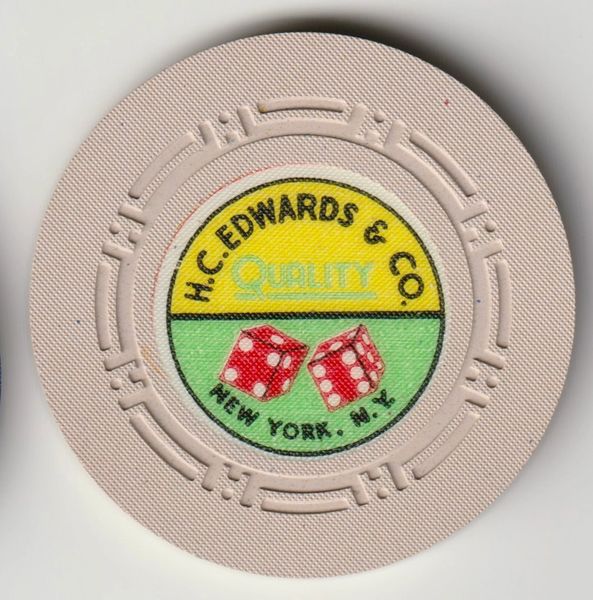 H.C. EDWARDS & CO.
QUALITY
NEW YORK, N.Y.